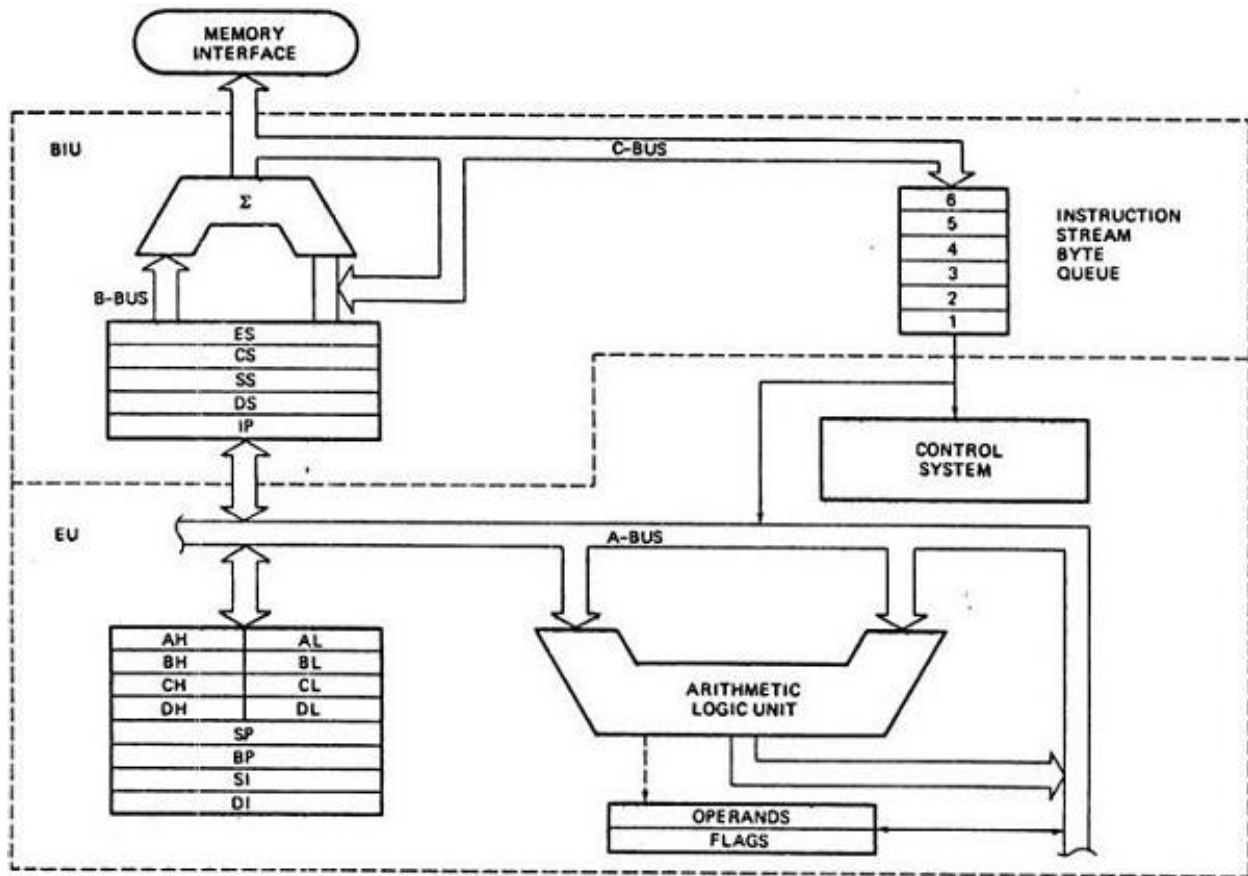 MEMORY
INTERFACE
BIU
C-BUS
Σ
6
5
4
3
2
1
INSTRUCTION
STREAM
BYTE
QUEUE
B-BUS
ES
CS
SS
DS
IP
CONTROL
SYSTEM
EU
A-BUS
AH AL
BH BL
CH CL
DH DL
SP
BP
SI
DI
ARITHMETIC
LOGIC UNIT
OPERANDS
FLAGS